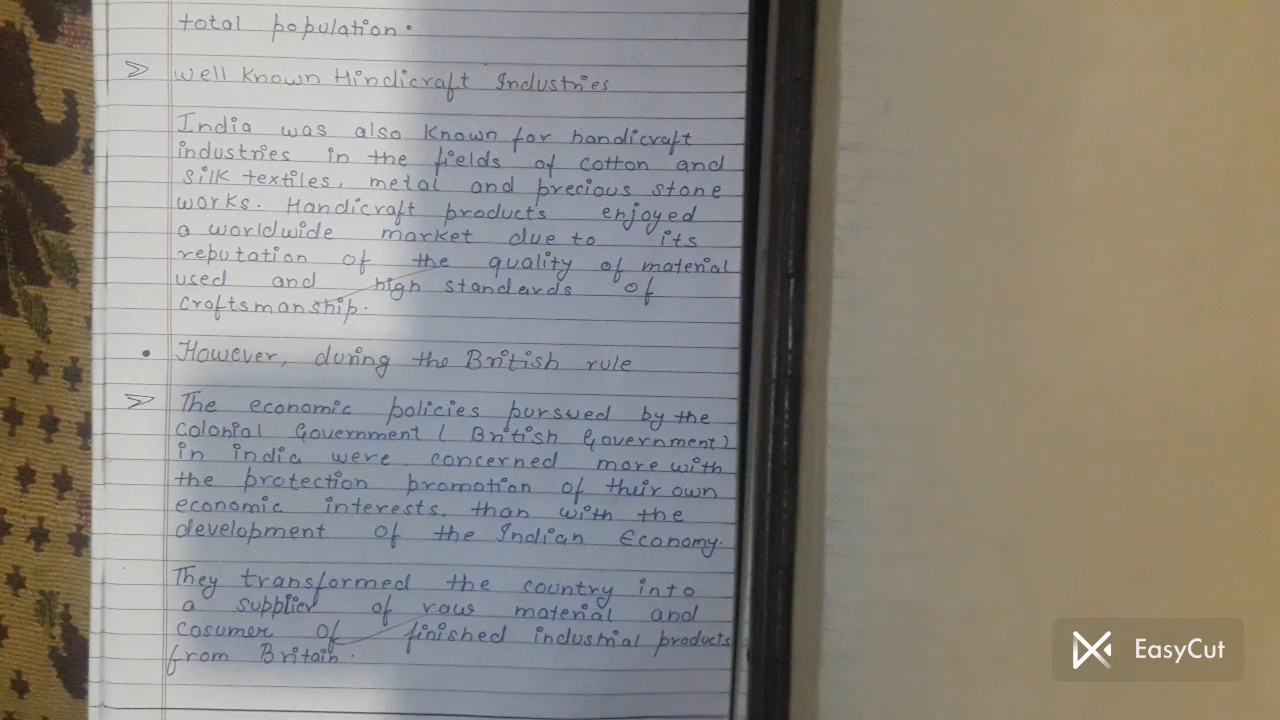 total population.
> Well Known Hindicraft Industries
India was also known for handicraft
industries in the fields of cotton and
silk textiles, metal and precious stone
works. Handicraft products enjoyed
a worldwide market due to its
reputation of the quality of material
used and high standards of
craftsmanship.
• However, during the British rule
> The economic policies pursued by the
colonial Government ( British Government)
in india were concerned more with
the protection promotion of their own
economic interests, than with the
development of the Indian Economy.
They transformed the country into
a supplier of raw material and
cosumer of finished industrial products
from Britain.
EasyCut